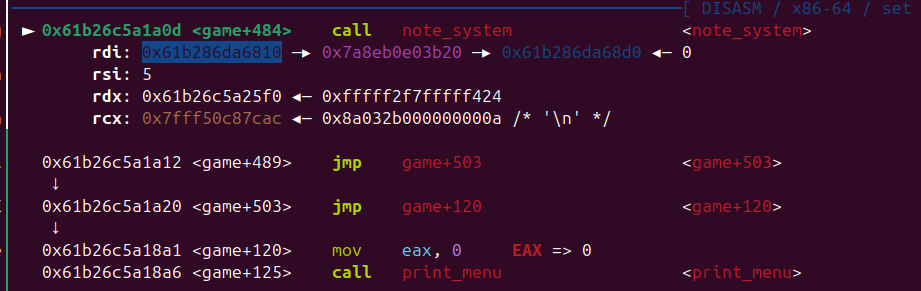 [ DISASM / x86-64 / set
► 0x61b26c5a1a0d <game+484> call note_system <note_system>
rdi: 0x61b286da6810 —▸ 0x7a8eb0e03b20 —▸ 0x61b286da68d0 ◂— 0
rsi: 5
rdx: 0x61b26c5a25f0 ◂— 0xfffff2f7fffff424
rcx: 0x7fff50c87cac ◂— 0x8a032b000000000a /* '\n' */
0x61b26c5a1a12 <game+489> jmp game+503 <game+503>
↓
0x61b26c5a1a20 <game+503> jmp game+120 <game+120>
↓
0x61b26c5a18a1 <game+120> mov eax, 0 EAX => 0
0x61b26c5a18a6 <game+125> call print_menu <print_menu>